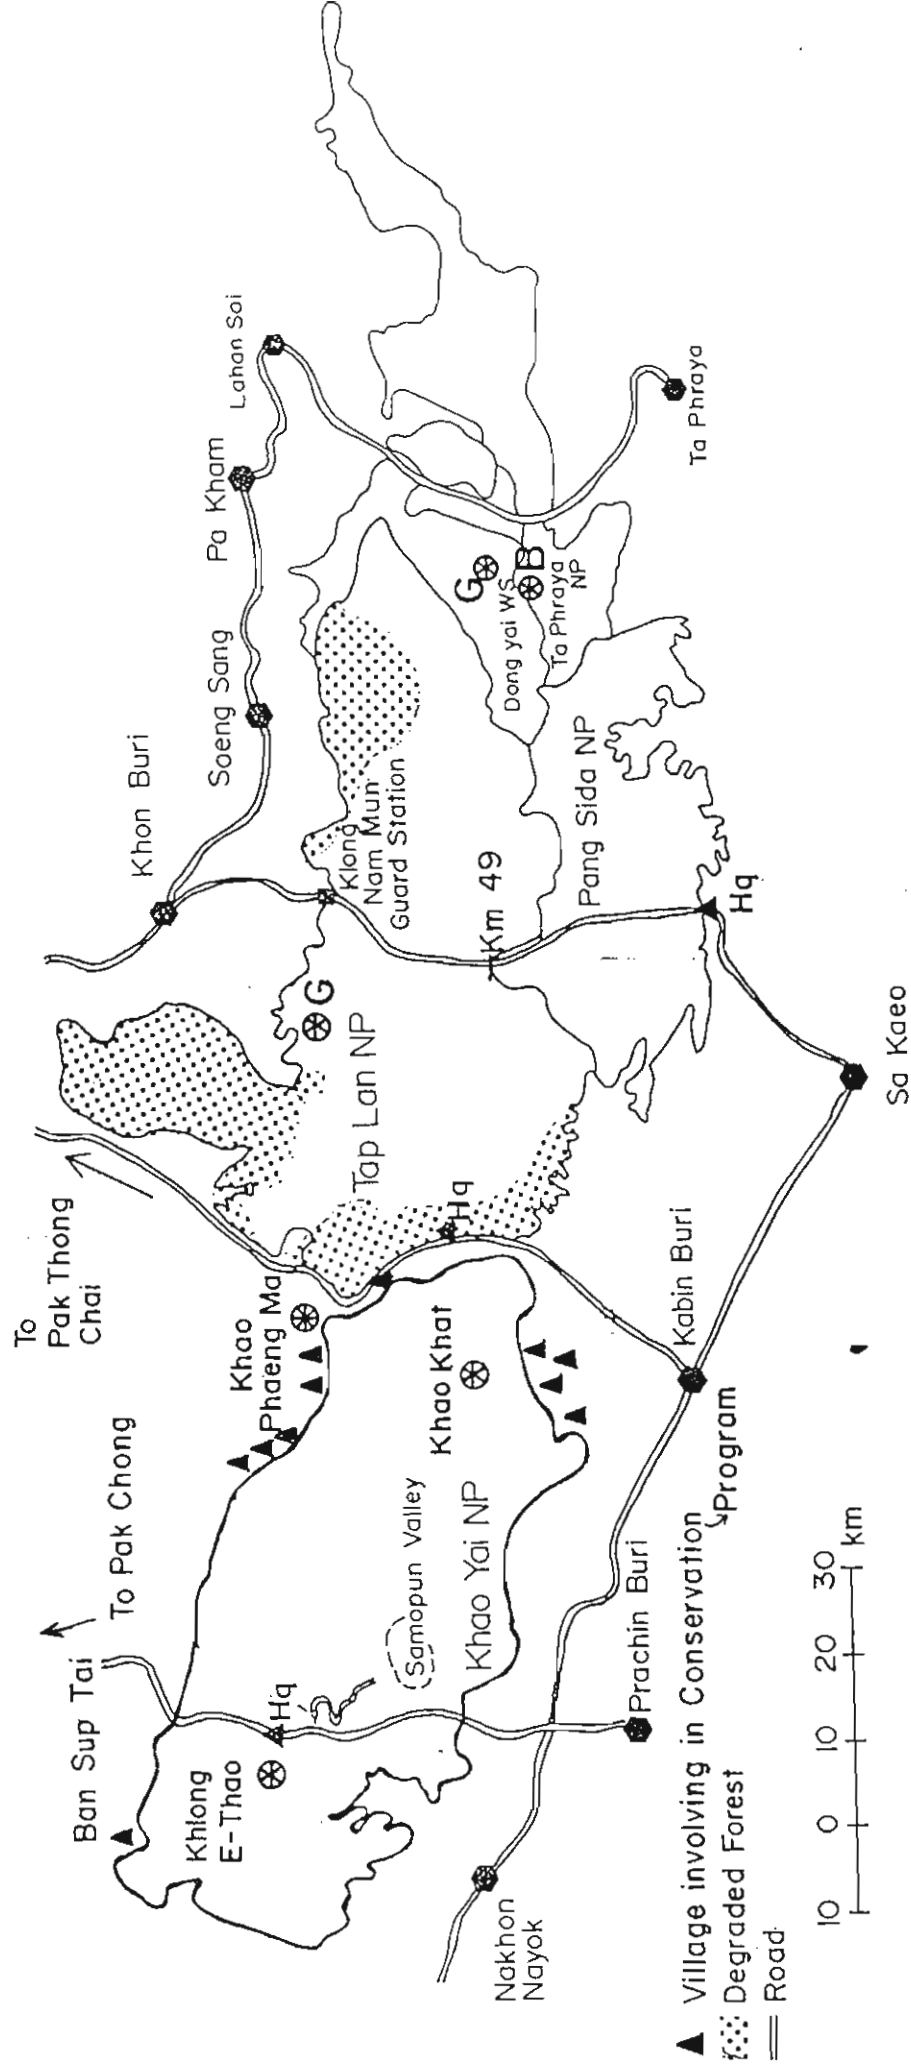 To
Pak Thong
Chai
To Pak Chong
Ban Sup Tai
Khlong
E-Thao
Hq
Samopun Valley
Khao Yai NP
Khao
Phaeng Ma
Khao Khat
Hq
Tap Lan NP
G
Khon Buri
Soeng Sang
Pa Kham
Lahan Sai
Klong
Nam Mun
Guard Station
Km 49
Pang Sida NP
Hq
G
Dong yai WS
B
Ta Phraya
NP
Ta Phraya
Nakhon
Nayok
Prachin Buri
Kabin Buri
Sa Kaeo
Village involving in Conservation
Program
Degraded Forest
Road
10 0 10 20 30 km